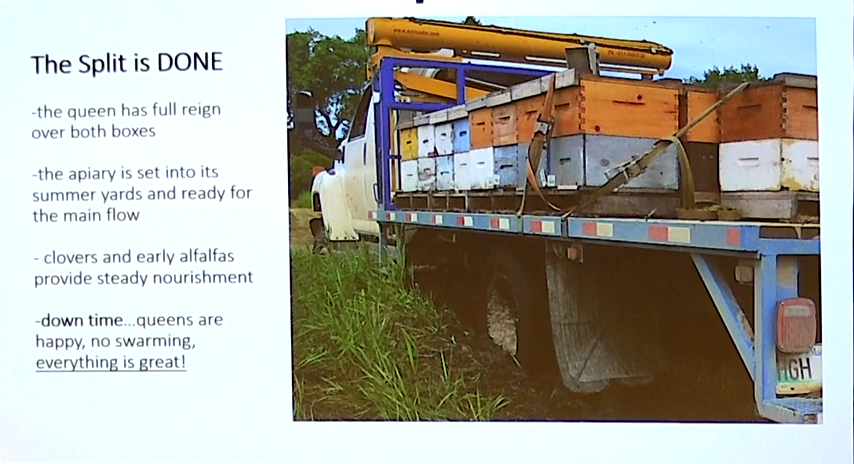 The Split is DONE
-the queen has full reign
over both boxes
-the apiary is set into its
summer yards and ready for
the main flow
- clovers and early alfalfas
provide steady nourishment
-down time...queens are
happy, no swarming,
everything is great!
GH